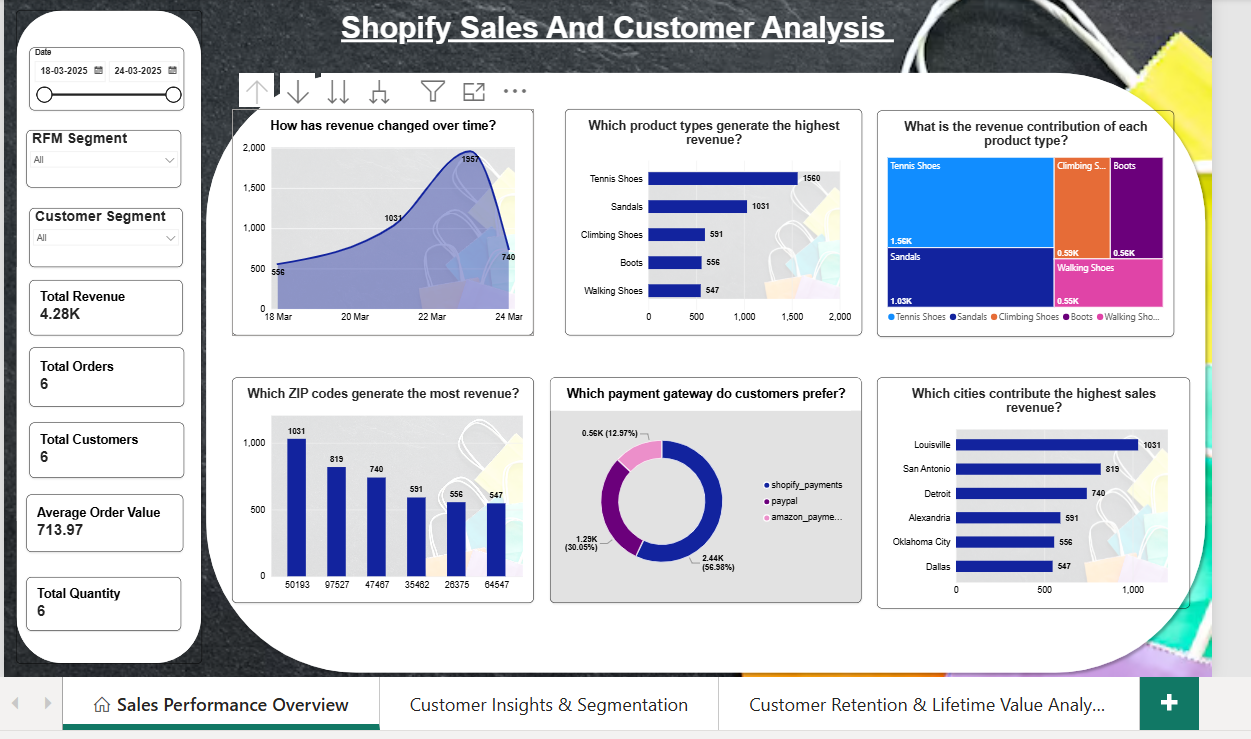 Shopify Sales And Customer Analysis
Date
18-03-2025
24-03-2025
RFM Segment
All
Customer Segment
All
Total Revenue
4.28K
Total Orders
6
Total Customers
6
Average Order Value
713.97
Total Quantity
6
How has revenue changed over time?
2,000
1,500
1,000
500
0
556
1031
1957
740
18 Mar
20 Mar
22 Mar
24 Mar
Which product types generate the highest
revenue?
Tennis Shoes
1560
Sandals
1031
Climbing Shoes
591
Boots
556
Walking Shoes
547
0
500
1,000
1,500
2,000
What is the revenue contribution of each
product type?
Tennis Shoes
1.56K
Sandals
1.03K
Climbing S...
0.59K
Boots
0.56K
Walking Shoes
0.55K
Tennis Shoes
Sandals
Climbing Shoes
Boots
Walking Sho...
Which ZIP codes generate the most revenue?
1,000
500
0
1031
819
740
591
556
547
50193
97527
47467
35462
26375
64547
Which payment gateway do customers prefer?
0.56K (12.97%)
1.29K
(30.05%)
2.44K
(56.98%)
shopify_payments
paypal
amazon_payme...
Which cities contribute the highest sales
revenue?
Louisville
1031
San Antonio
819
Detroit
740
Alexandria
591
Oklahoma City
556
Dallas
547
0
500
1,000
Sales Performance Overview
Customer Insights & Segmentation
Customer Retention & Lifetime Value Analy...